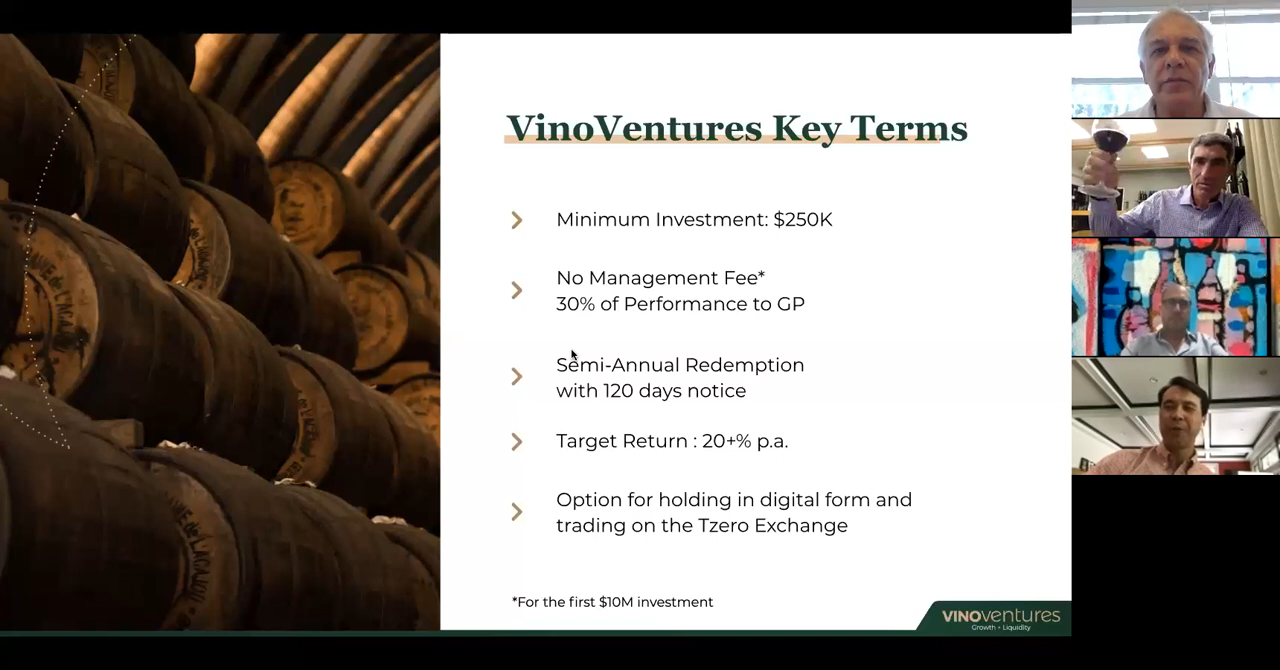 VinoVentures Key Terms
Minimum Investment: $250K
No Management Fee*
30% of Performance to GP
Semi-Annual Redemption
with 120 days notice
Target Return : 20+% p.a.
Option for holding in digital form and
trading on the Tzero Exchange
*For the first $10M investment
VINOventures
Growth + Liquidity